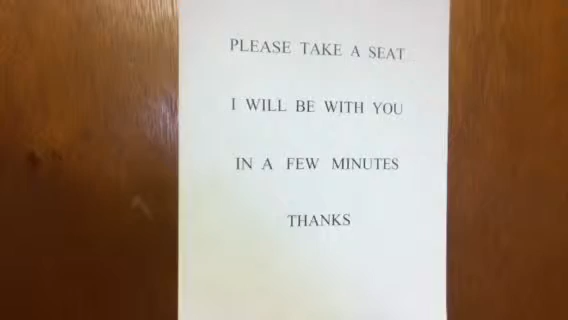 PLEASE TAKE A SEAT
I WILL BE WITH YOU
IN A FEW MINUTES
THANKS